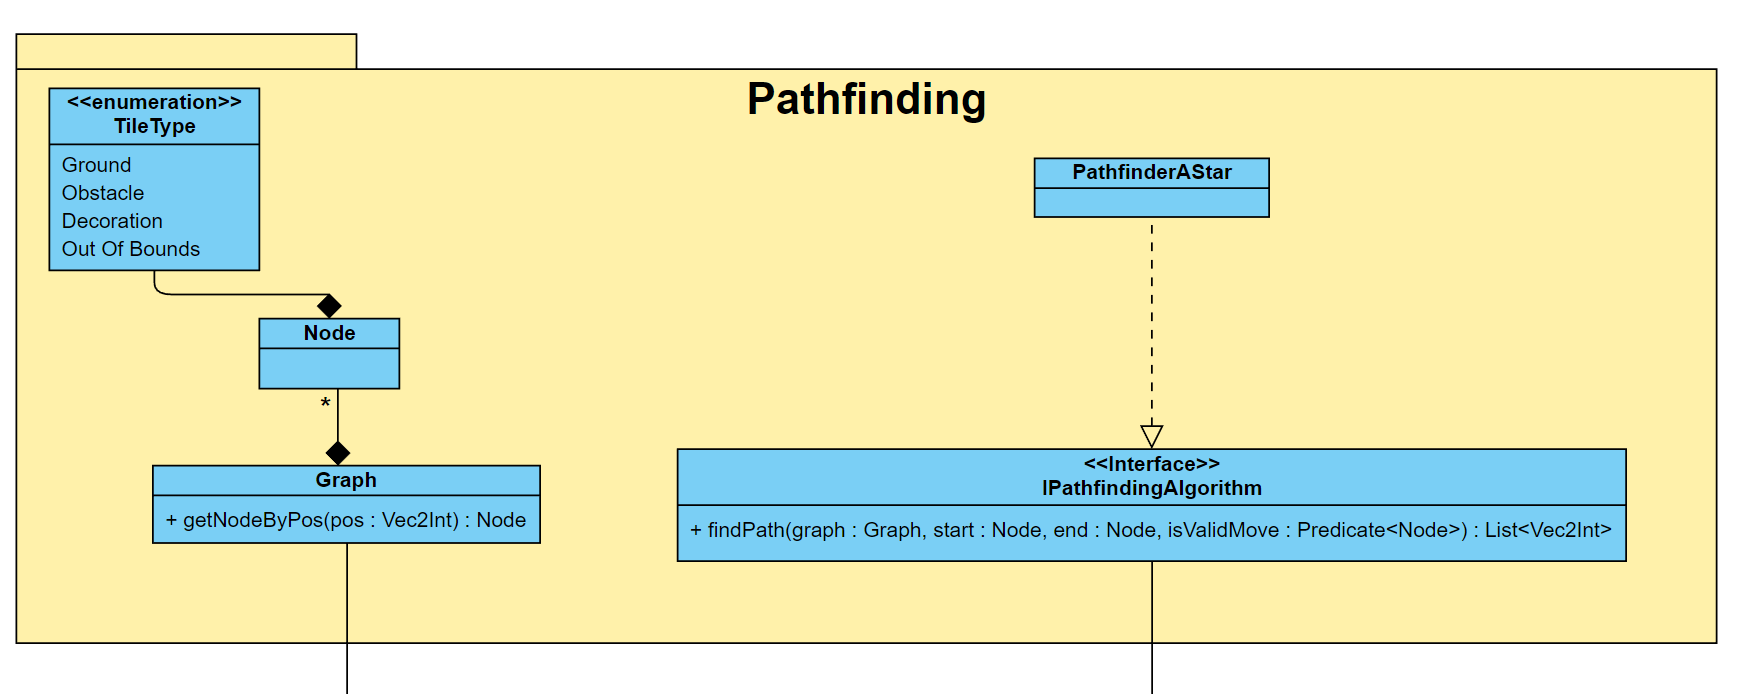 Pathfinding
<<enumeration>>
TileType
Ground
Obstacle
Decoration
Out Of Bounds
Node
*
Graph
+ getNodeByPos(pos : Vec2Int) : Node
PathfinderAStar
<<Interface>>
IPathfindingAlgorithm
+ findPath(graph : Graph, start : Node, end : Node, isValidMove : Predicate<Node>) : List<Vec2Int>